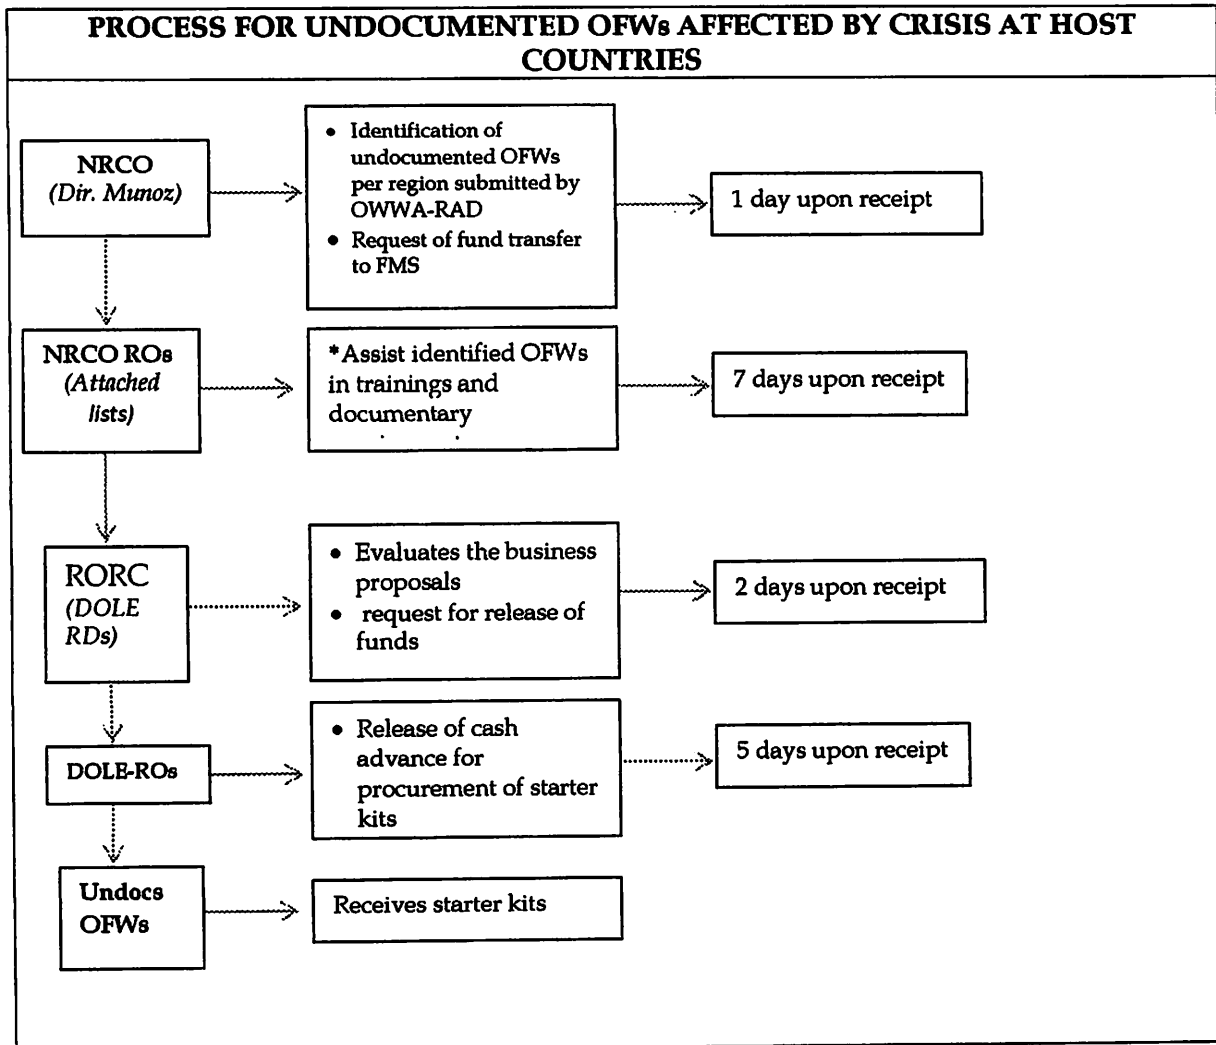 PROCESS FOR UNDOCUMENTED OFWs AFFECTED BY CRISIS AT HOST
COUNTRIES
NRCO
(Dir. Munoz)
• Identification of
undocumented OFWs
per region submitted by
OWWA-RAD
• Request of fund transfer
to FMS
1 day upon receipt
NRCO ROs
(Attached
lists)
*Assist identified OFWs
in trainings and
documentary
7 days upon receipt
RORC
(DOLE
RDs)
• Evaluates the business
proposals
• request for release of
funds
2 days upon receipt
DOLE-ROs
• Release of cash
advance for
procurement of starter
kits
5 days upon receipt
Undocs
OFWs
Receives starter kits